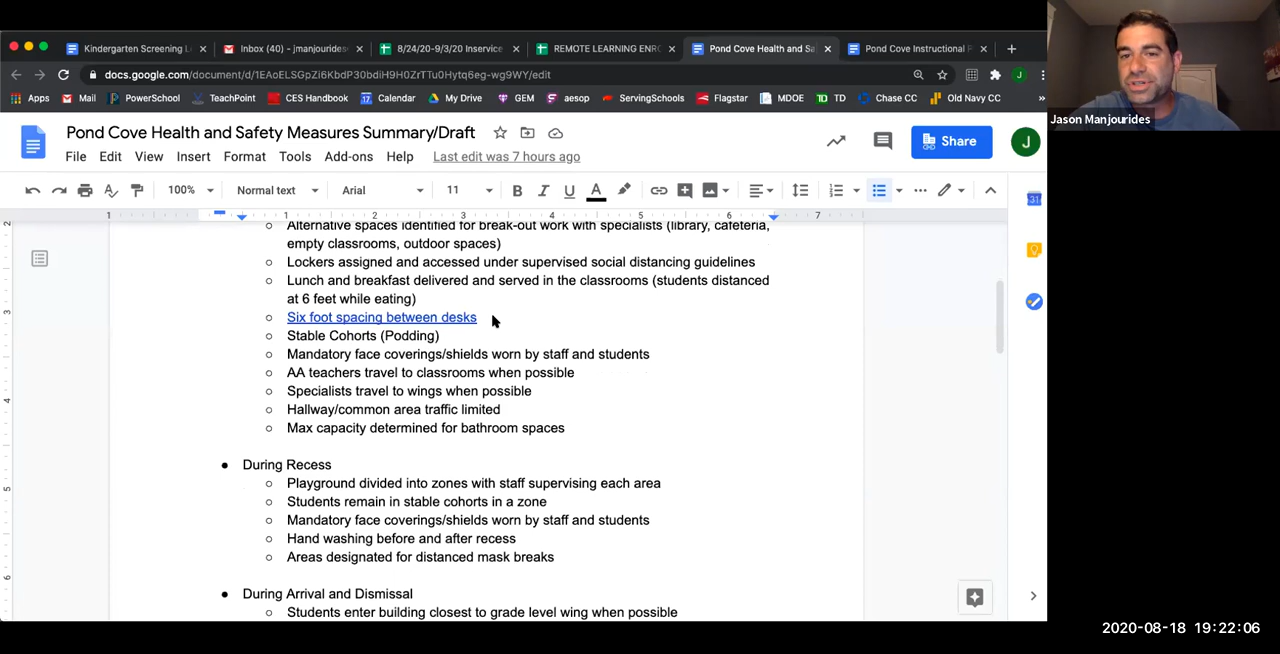 Kindergarten Screening L
Inbox (40) - jmanjourides
8/24/20-9/3/20 Inservice
REMOTE LEARNING ENR
Pond Cove Health and Sa
Pond Cove Instructional P
docs.google.com/document/d/1EAoELSGpZi6KbdP30bdiH9H0ZrTTu0Hytq6eg-wg9WY/edit
J
Apps
Mail
PowerSchool
TeachPoint
CES Handbook
Calendar
My Drive
GEM
aesop
ServingSchools
Flagstar
MDOE
TD
Chase CC
Old Navy CC
»
Jason Manjourides
Pond Cove Health and Safety Measures Summary/Draft
File Edit View Insert Format Tools Add-ons Help Last edit was 7 hours ago
Share
J
100% Normal text Arial 11 B I U A
1 1 2 3 4 5 6 7
Alternative spaces identified for break-out work with specialists (library, cafeteria,
empty classrooms, outdoor spaces)
Lockers assigned and accessed under supervised social distancing guidelines
Lunch and breakfast delivered and served in the classrooms (students distanced
at 6 feet while eating)
Six foot spacing between desks
Stable Cohorts (Podding)
Mandatory face coverings/shields worn by staff and students
AA teachers travel to classrooms when possible
Specialists travel to wings when possible
Hallway/common area traffic limited
Max capacity determined for bathroom spaces
During Recess
Playground divided into zones with staff supervising each area
Students remain in stable cohorts in a zone
Mandatory face coverings/shields worn by staff and students
Hand washing before and after recess
Areas designated for distanced mask breaks
During Arrival and Dismissal
Students enter building closest to grade level wing when possible
2020-08-18 19:22:06